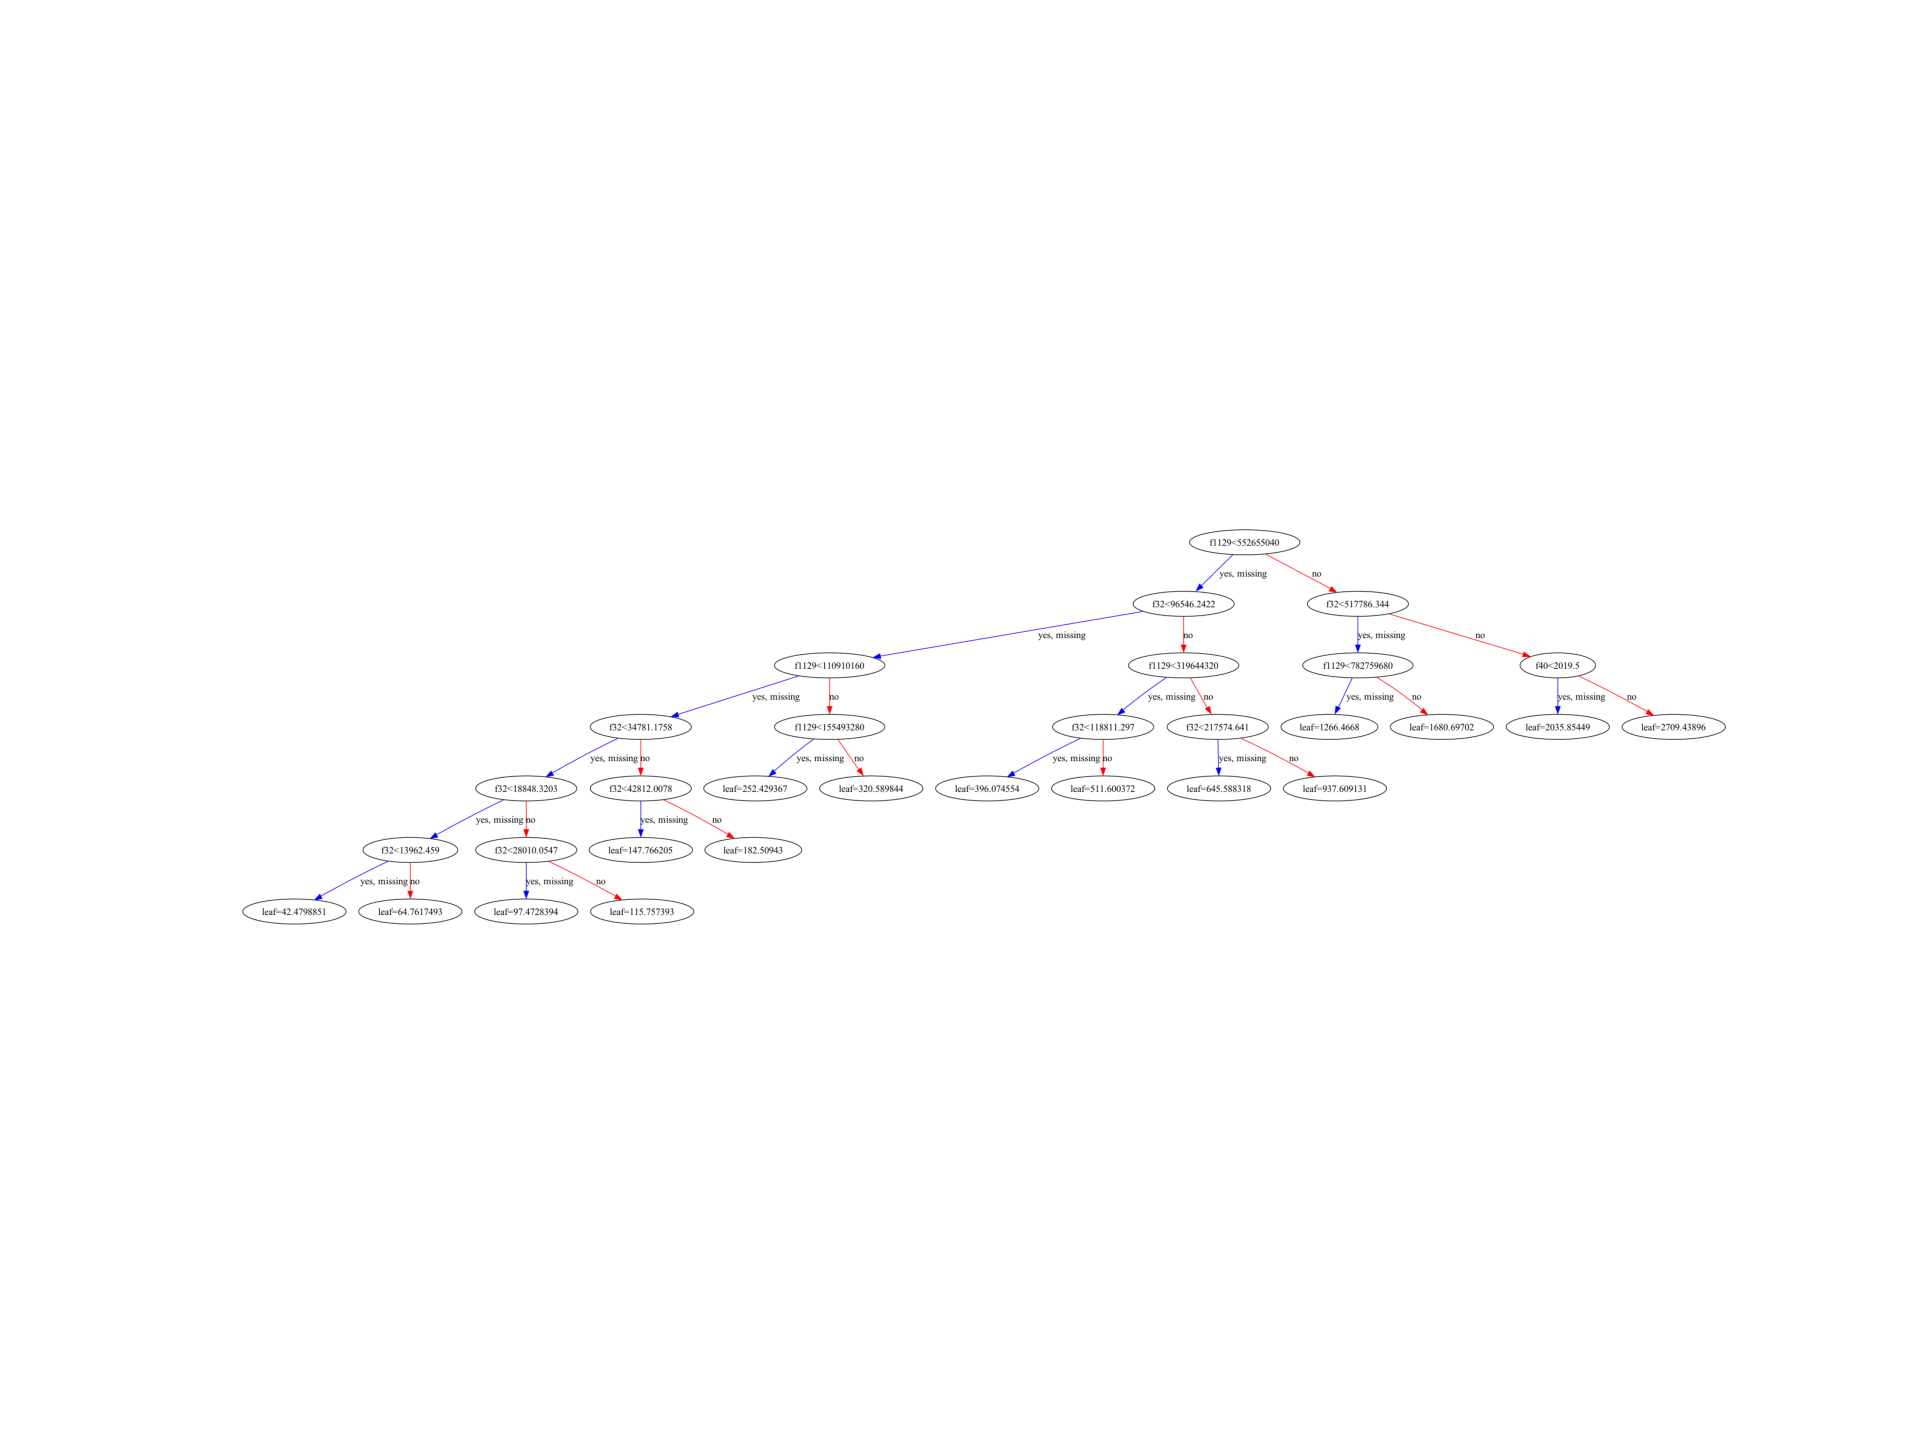 f1129<552655040
yes, missing
no
f32<96546.2422
f32<517786.344
yes, missing
no
yes, missing
no
f1129<110910160
f1129<319644320
f1129<782759680
f40<2019.5
yes, missing
no
yes, missing
no
yes, missing
no
yes, missing
no
f32<34781.1758
f1129<155493280
f32<118811.297
f32<217574.641
leaf=1266.4668
leaf=1680.69702
leaf=2035.85449
leaf=2709.43896
yes, missing
no
yes, missing
no
yes, missing
no
yes, missing
no
f32<18848.3203
f32<42812.0078
leaf=252.429367
leaf=320.589844
leaf=396.074554
leaf=511.600372
leaf=645.588318
leaf=937.609131
yes, missing
no
yes, missing
no
f32<13962.459
f32<28010.0547
leaf=147.766205
leaf=182.50943
yes, missing
no
yes, missing
no
leaf=42.4798851
leaf=64.7617493
leaf=97.4728394
leaf=115.757393